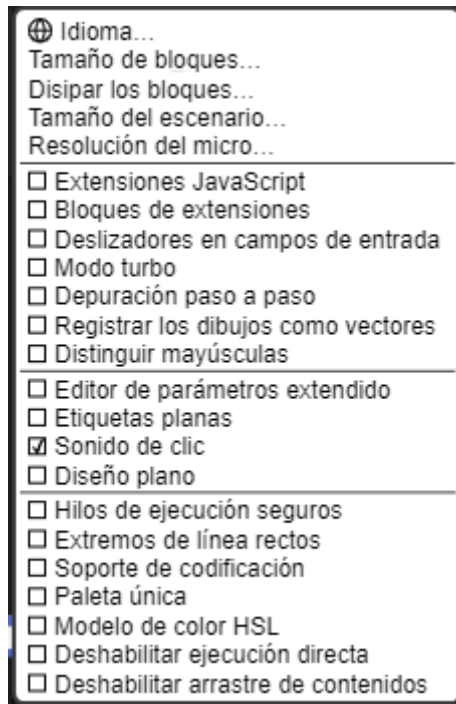 Idioma...
Tamaño de bloques...
Disipar los bloques...
Tamaño del escenario...
Resolución del micro...
Extensiones JavaScript
Bloques de extensiones
Deslizadores en campos de entrada
Modo turbo
Depuración paso a paso
Registrar los dibujos como vectores
Distinguir mayúsculas
Editor de parámetros extendido
Etiquetas planas
Sonido de clic
Diseño plano
Hilos de ejecución seguros
Extremos de línea rectos
Soporte de codificación
Paleta única
Modelo de color HSL
Deshabilitar ejecución directa
Deshabilitar arrastre de contenidos